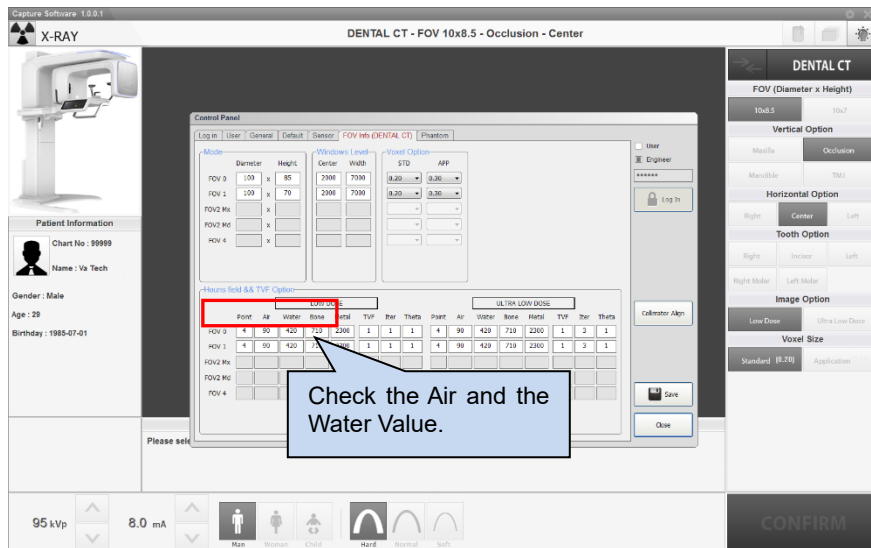 Capture Software 1.0.0.1
X-RAY
DENTAL CT - FOV 10x8.5 - Occlusion - Center
DENTAL CT
FOV (Diameter x Height)
10x8.5 10x7
Vertical Option
Maxilla Occlusion
Mandible TMJ
Horizontal Option
Right Center Left
Tooth Option
Right Incisor Left
Right Molar Left Molar
Image Option
Low Dose Ultra Low Dose
Voxel Size
Standard (0.20) Application
Patient Information
Chart No : 99999
Name : Va Tech
Gender : Male
Age : 29
Birthday : 1985-07-01
Control Panel
Log in User General Default Sensor FOV Info (DENTAL CT) Phantom
Mode Windows Level Voxel Option
Diameter Height Center Width STD APP
FOV 0 100 x 85 2000 7000 0.20 0.30
FOV 1 100 x 70 2000 7000 0.20 0.30
FOV2 Mx x
FOV2 Md x
FOV 4 x
User
Engineer
******
Log In
Houns field && TVF Option
LOW DOSE ULTRA LOW DOSE
Point Air Water Bone Metal TVF Iter Theta Point Air Water Bone Metal TVF Iter Theta
FOV 0 4 90 420 710 2300 1 1 1 4 90 420 710 2300 1 3 1
FOV 1 4 90 420 2300 1 1 1 4 90 420 710 2300 1 3 1
FOV2 Mx
FOV2 Md
FOV 4
Collimator Align
Save
Close
Check the Air and the
Water Value.
Please sele
95 kVp 8.0 mA
Man Woman Child Hard Normal Soft
CONFIRM